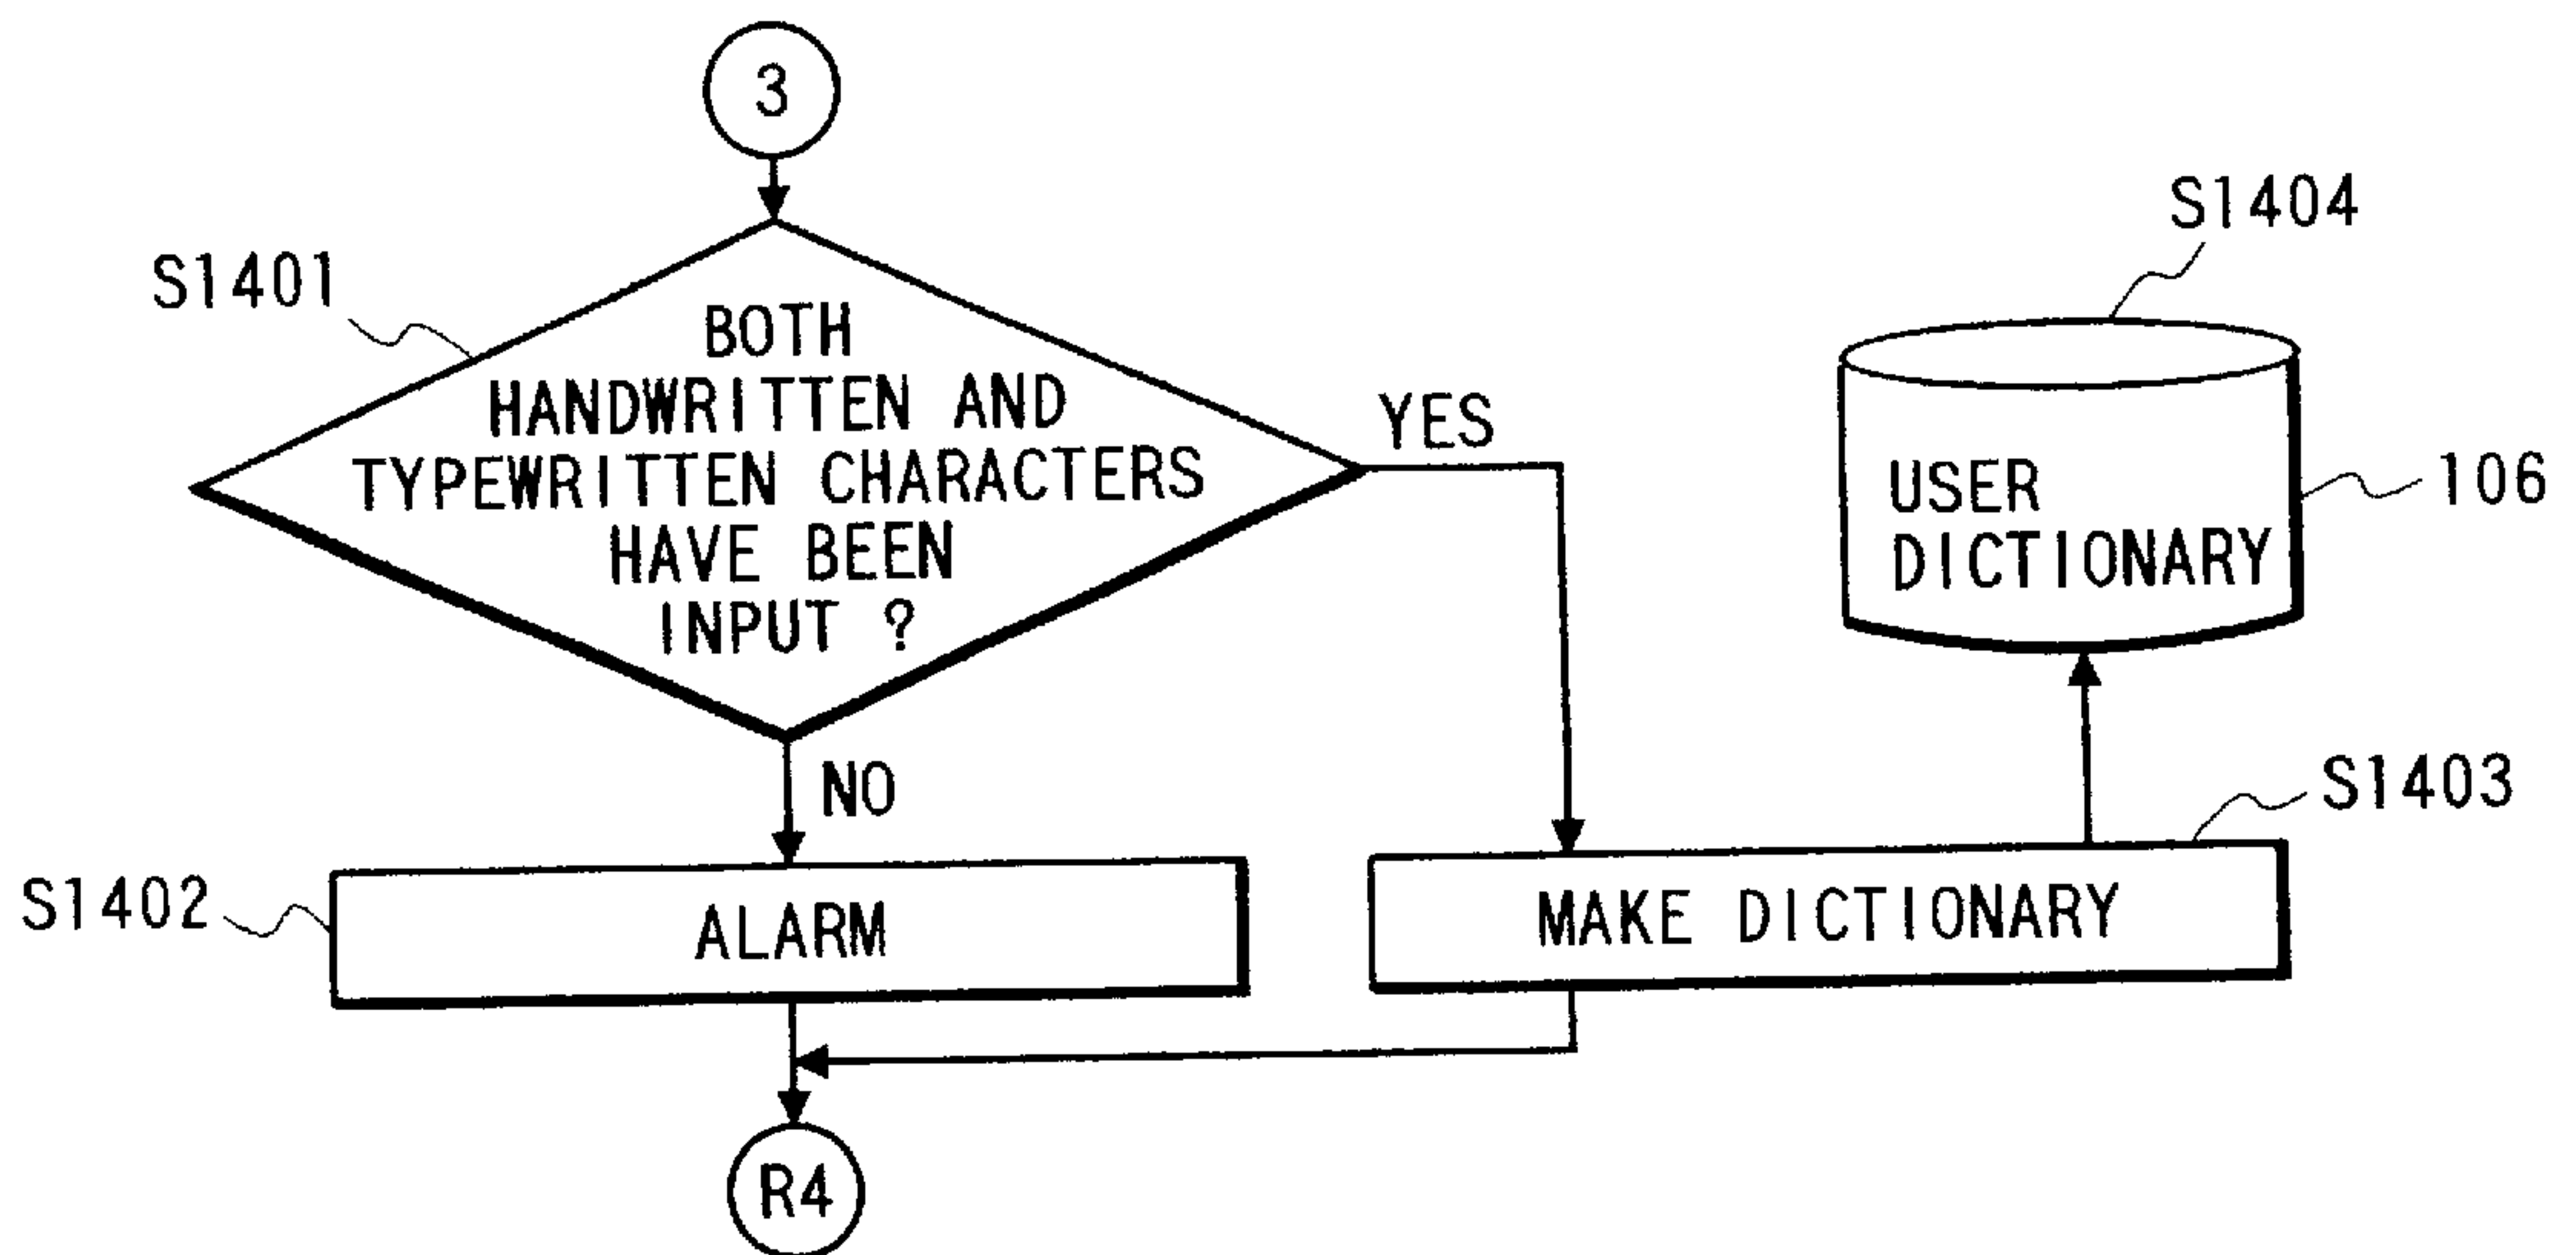 3
S1401
BOTH
HANDWRITTEN AND
TYPEWRITTEN CHARACTERS
HAVE BEEN
INPUT ?
YES
NO
S1402
ALARM
S1404
USER
DICTIONARY
106
S1403
MAKE DICTIONARY
R4